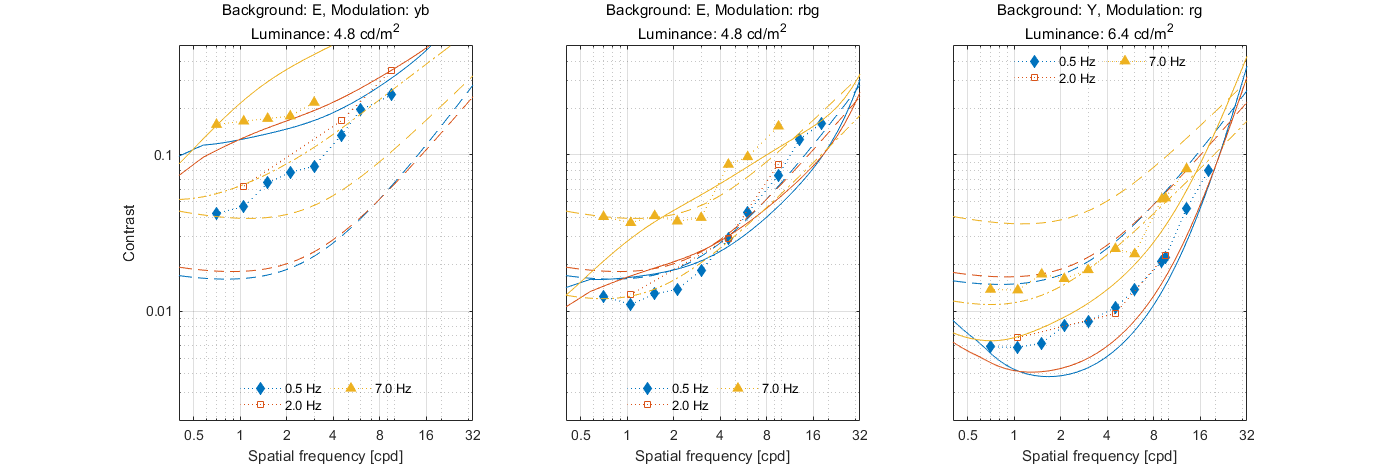 Background: E, Modulation: yb
Luminance: 4.8 cd/m2
Contrast
0.1
0.01
0.5 Hz
7.0 Hz
2.0 Hz
0.5 1 2 4 8 16 32
Spatial frequency [cpd]
Background: E, Modulation: rbg
Luminance: 4.8 cd/m2
0.5 Hz
7.0 Hz
2.0 Hz
0.5 1 2 4 8 16 32
Spatial frequency [cpd]
Background: Y, Modulation: rg
Luminance: 6.4 cd/m2
0.5 Hz
7.0 Hz
2.0 Hz
0.5 1 2 4 8 16 32
Spatial frequency [cpd]